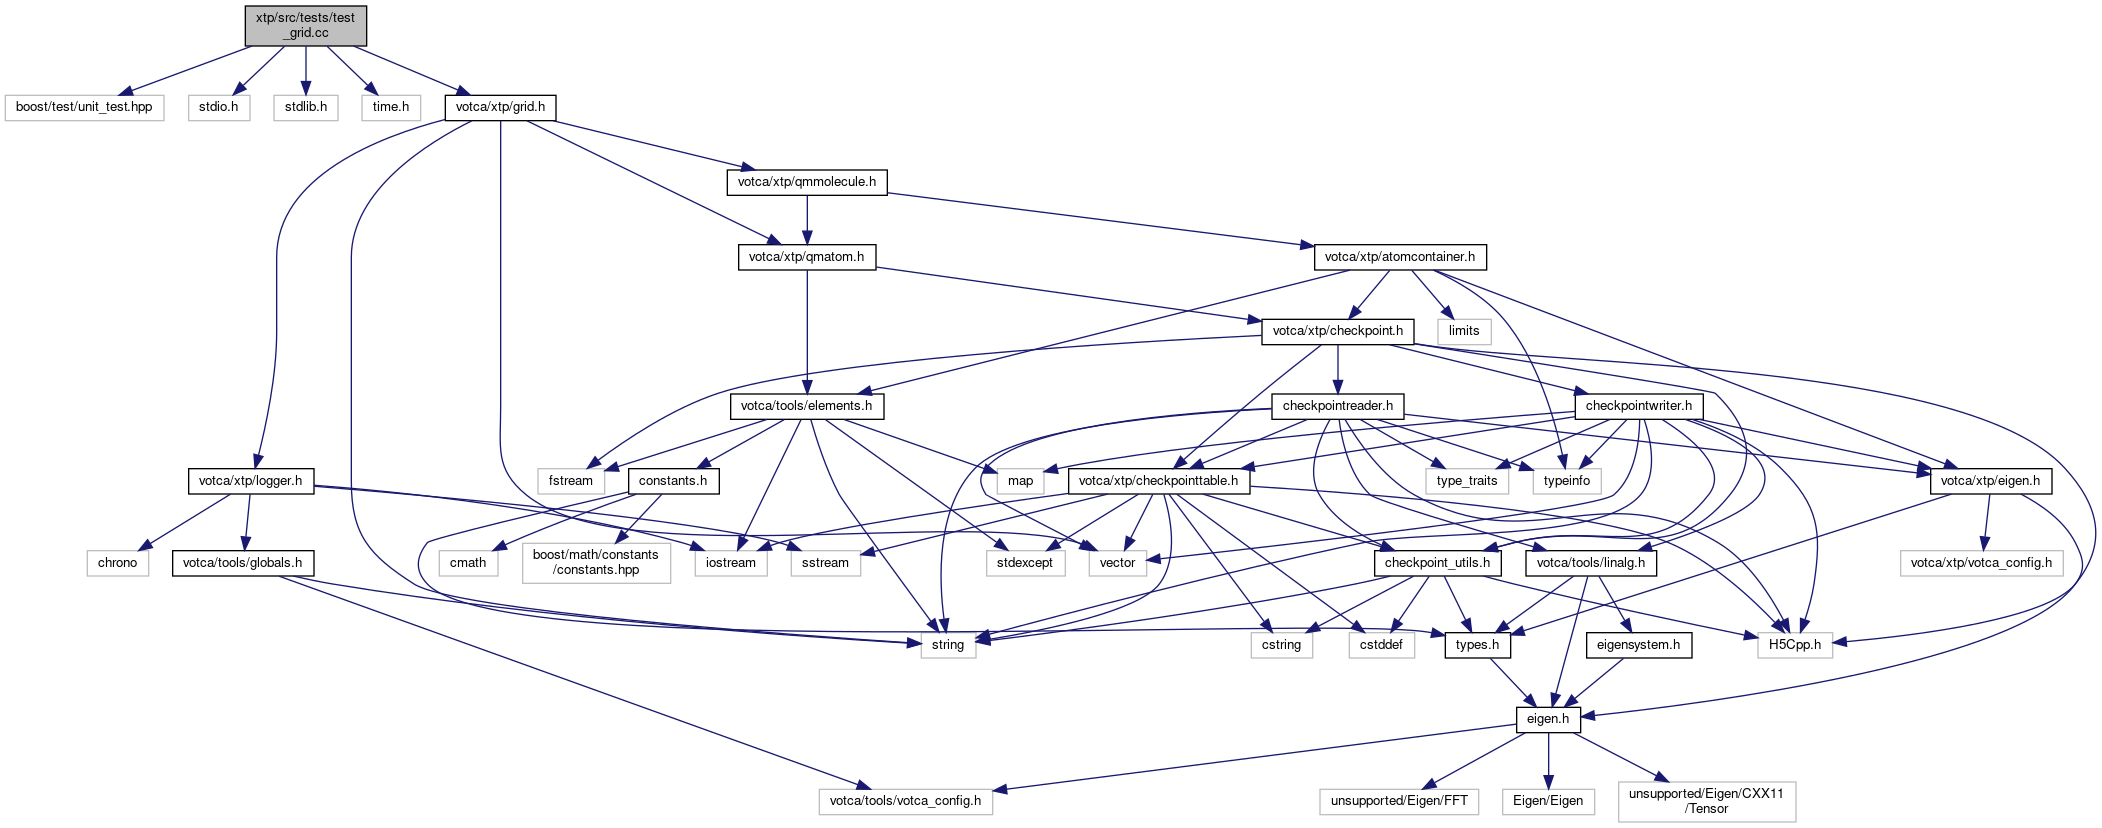 xtp/src/tests/test
_grid.cc
boost/test/unit_test.hpp
stdio.h
stdlib.h
time.h
votca/xtp/grid.h
votca/xtp/qmmolecule.h
votca/xtp/qmatom.h
votca/xtp/atomcontainer.h
votca/xtp/checkpoint.h
limits
votca/tools/elements.h
checkpointreader.h
checkpointwriter.h
votca/xtp/logger.h
fstream
constants.h
map
votca/xtp/checkpointtable.h
type_traits
typeinfo
votca/xtp/eigen.h
chrono
votca/tools/globals.h
cmath
boost/math/constants
/constants.hpp
iostream
sstream
stdexcept
vector
checkpoint_utils.h
votca/tools/linalg.h
votca/xtp/votca_config.h
string
cstring
cstddef
types.h
eigensystem.h
H5Cpp.h
eigen.h
votca/tools/votca_config.h
unsupported/Eigen/FFT
Eigen/Eigen
unsupported/Eigen/CXX11
/Tensor